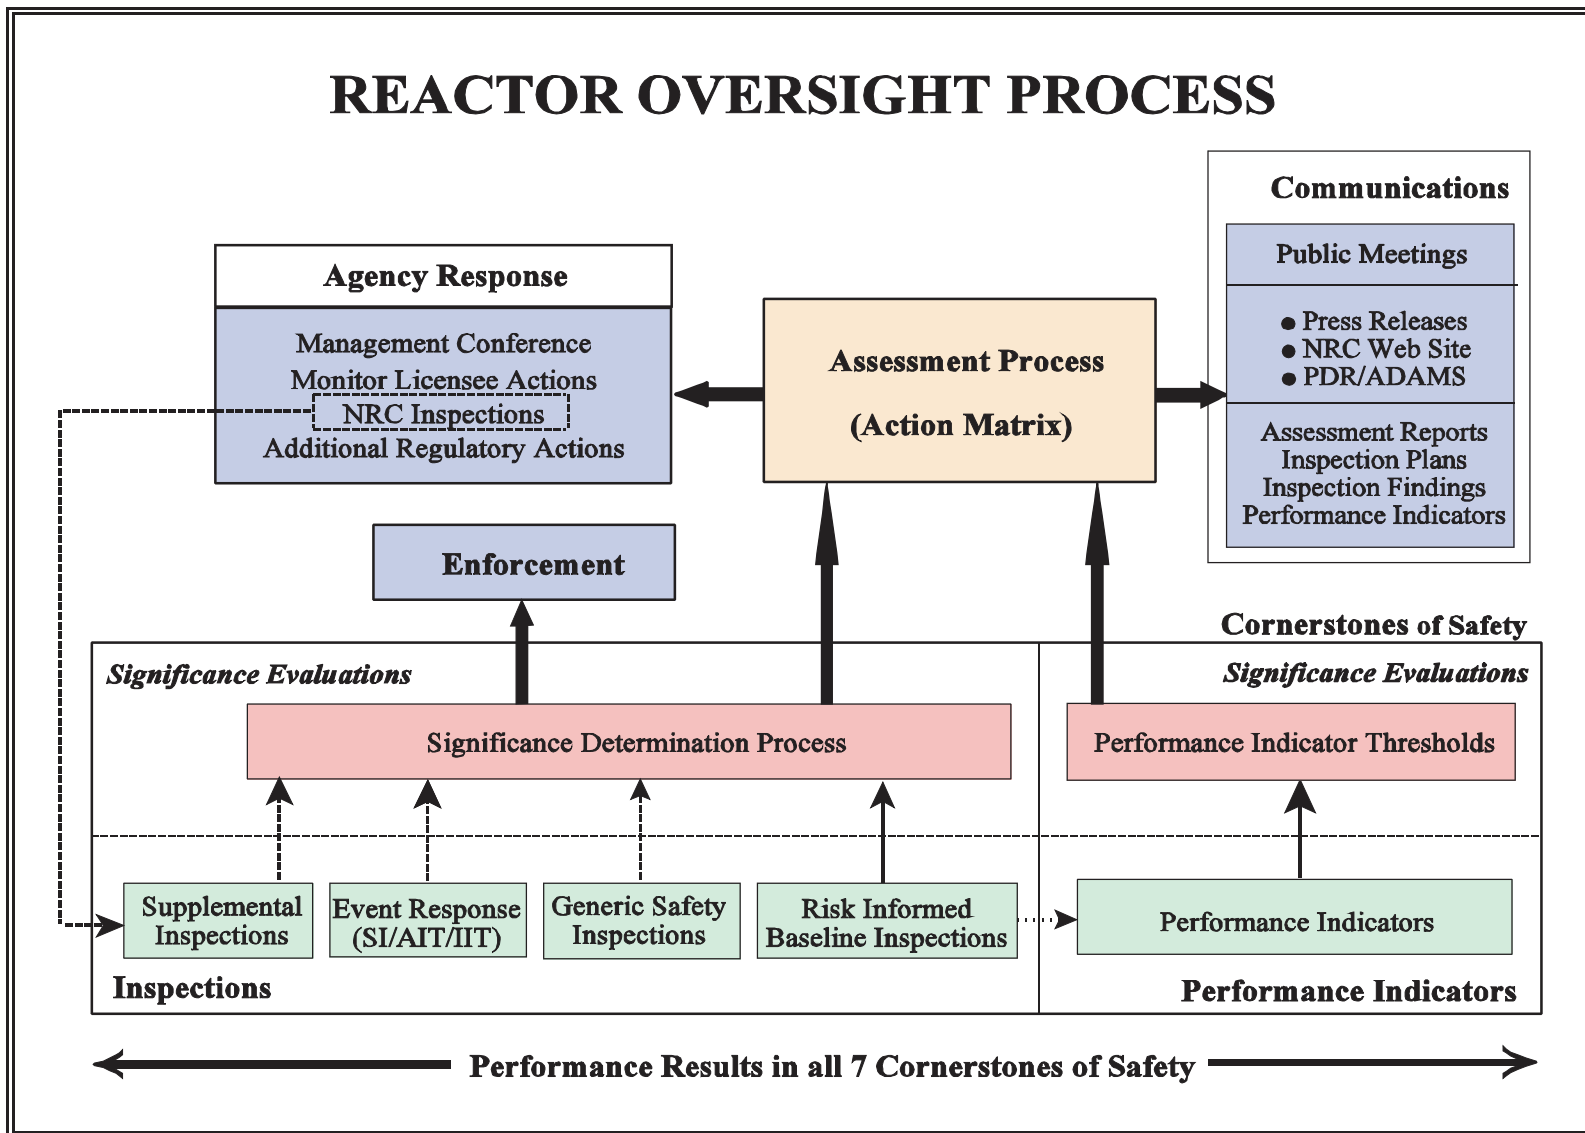 REACTOR OVERSIGHT PROCESS
Communications
Public Meetings
● Press Releases
● NRC Web Site
● PDR/ADAMS
Assessment Reports
Inspection Plans
Inspection Findings
Performance Indicators
Agency Response
Management Conference
Monitor Licensee Actions
NRC Inspections
Additional Regulatory Actions
Assessment Process
(Action Matrix)
Enforcement
Cornerstones of Safety
Significance Evaluations
Significance Evaluations
Significance Determination Process
Performance Indicator Thresholds
Supplemental
Inspections
Event Response
(SI/AIT/IIT)
Generic Safety
Inspections
Risk Informed
Baseline Inspections
Performance Indicators
Inspections
Performance Indicators
Performance Results in all 7 Cornerstones of Safety